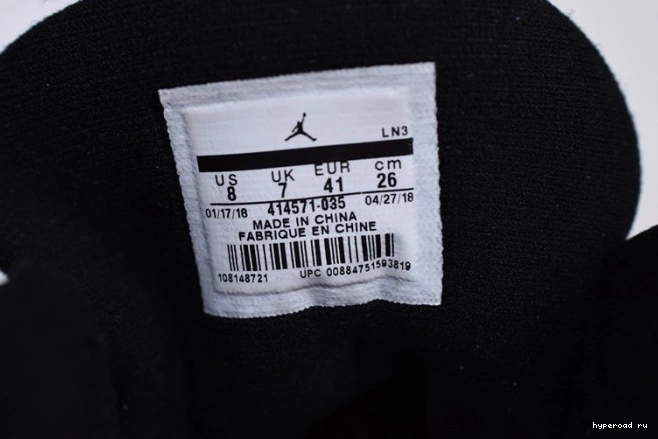 LN3
US UK EUR cm
8 7 41 26
01/17/18 414571-035 04/27/18
MADE IN CHINA
FABRIQUE EN CHINE
108148721 UPC 00884751593819
hyperoad ru